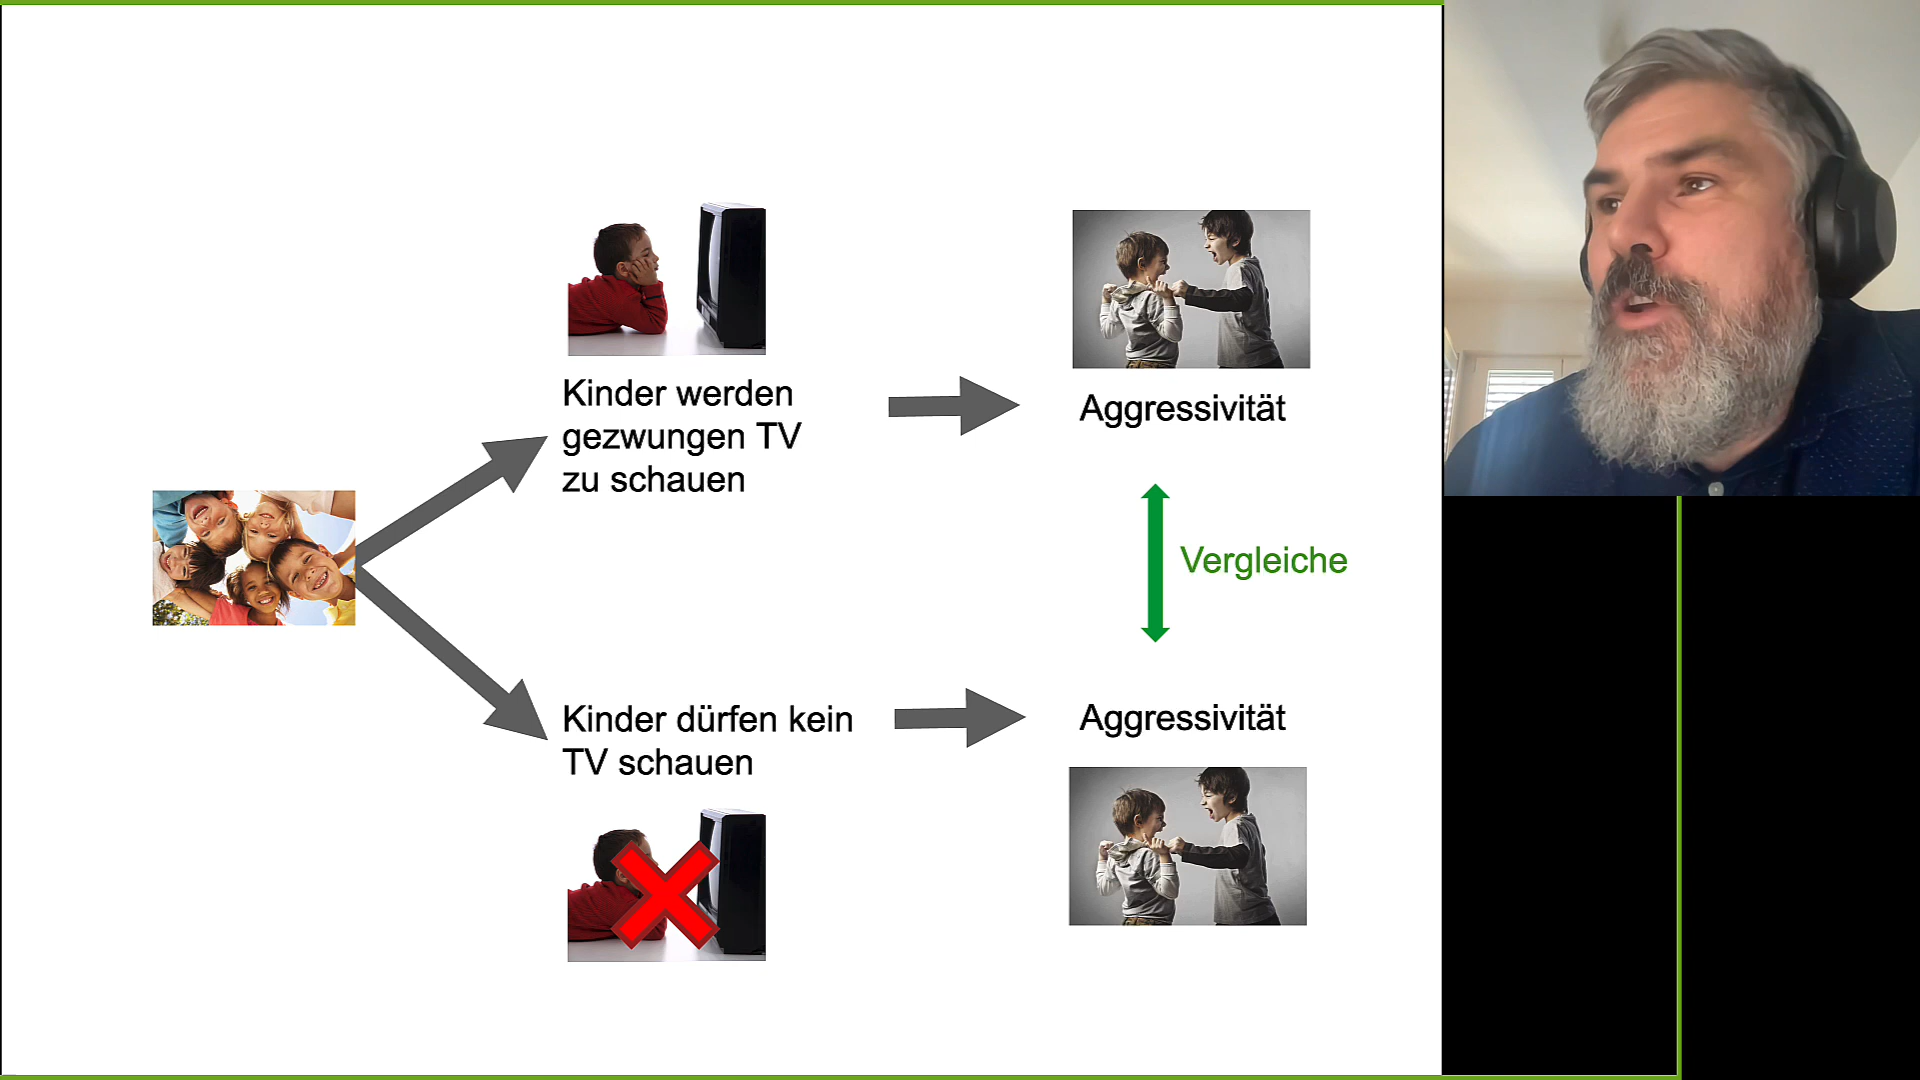 Kinder werden
gezwungen TV
zu schauen
Aggressivität
Vergleiche
Kinder dürfen kein
TV schauen
Aggressivität